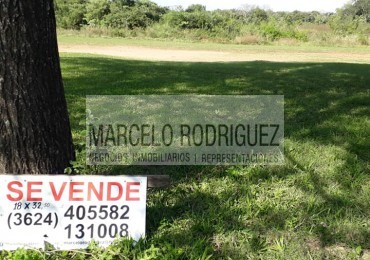 MARCELO RODRIGUEZ
NEGOCIOS INMOBILIARIOS | REPRESENTACIONES
SE VENDE
18 X 32
(3624) 405582
131008